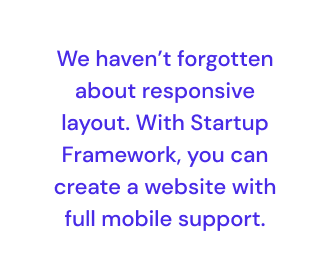 We haven’t forgotten
about responsive
layout. With Startup
Framework, you can
create a website with
full mobile support.